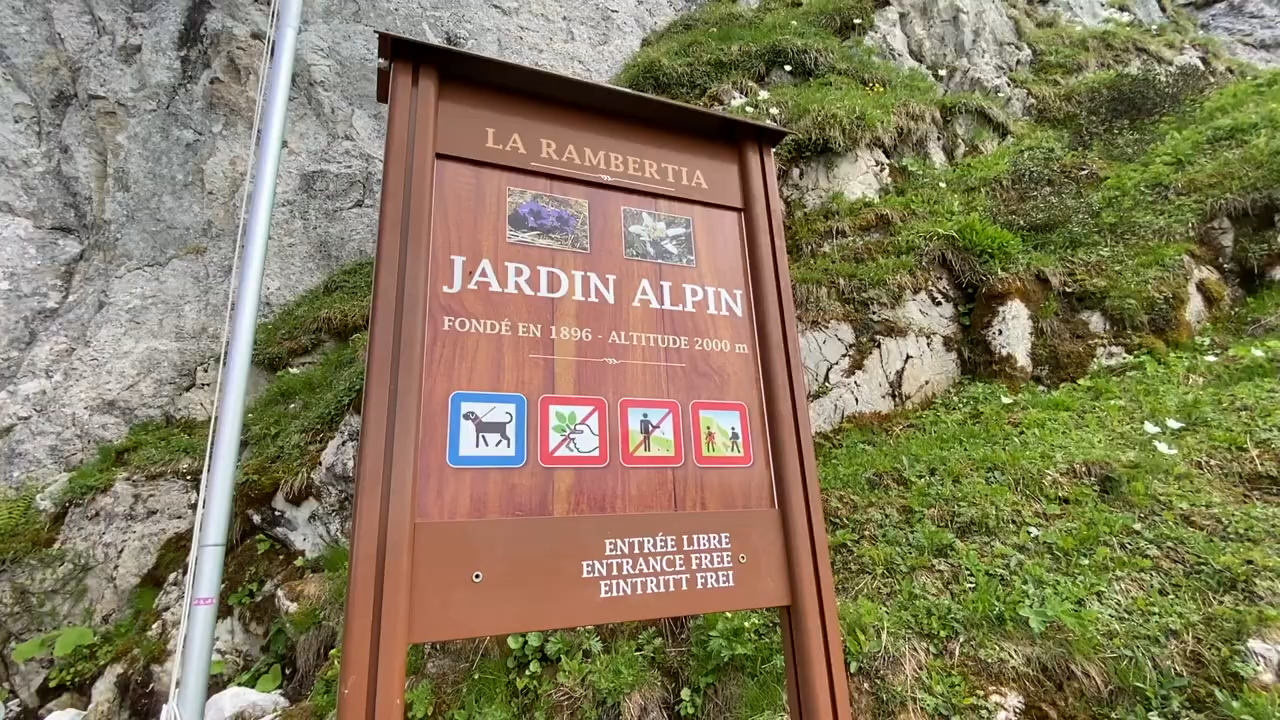 LA RAMBERTIA
JARDIN ALPIN
FONDÉ EN 1896 - ALTITUDE 2000 m
ENTRÉE LIBRE
ENTRANCE FREE
EINTRITT FREI